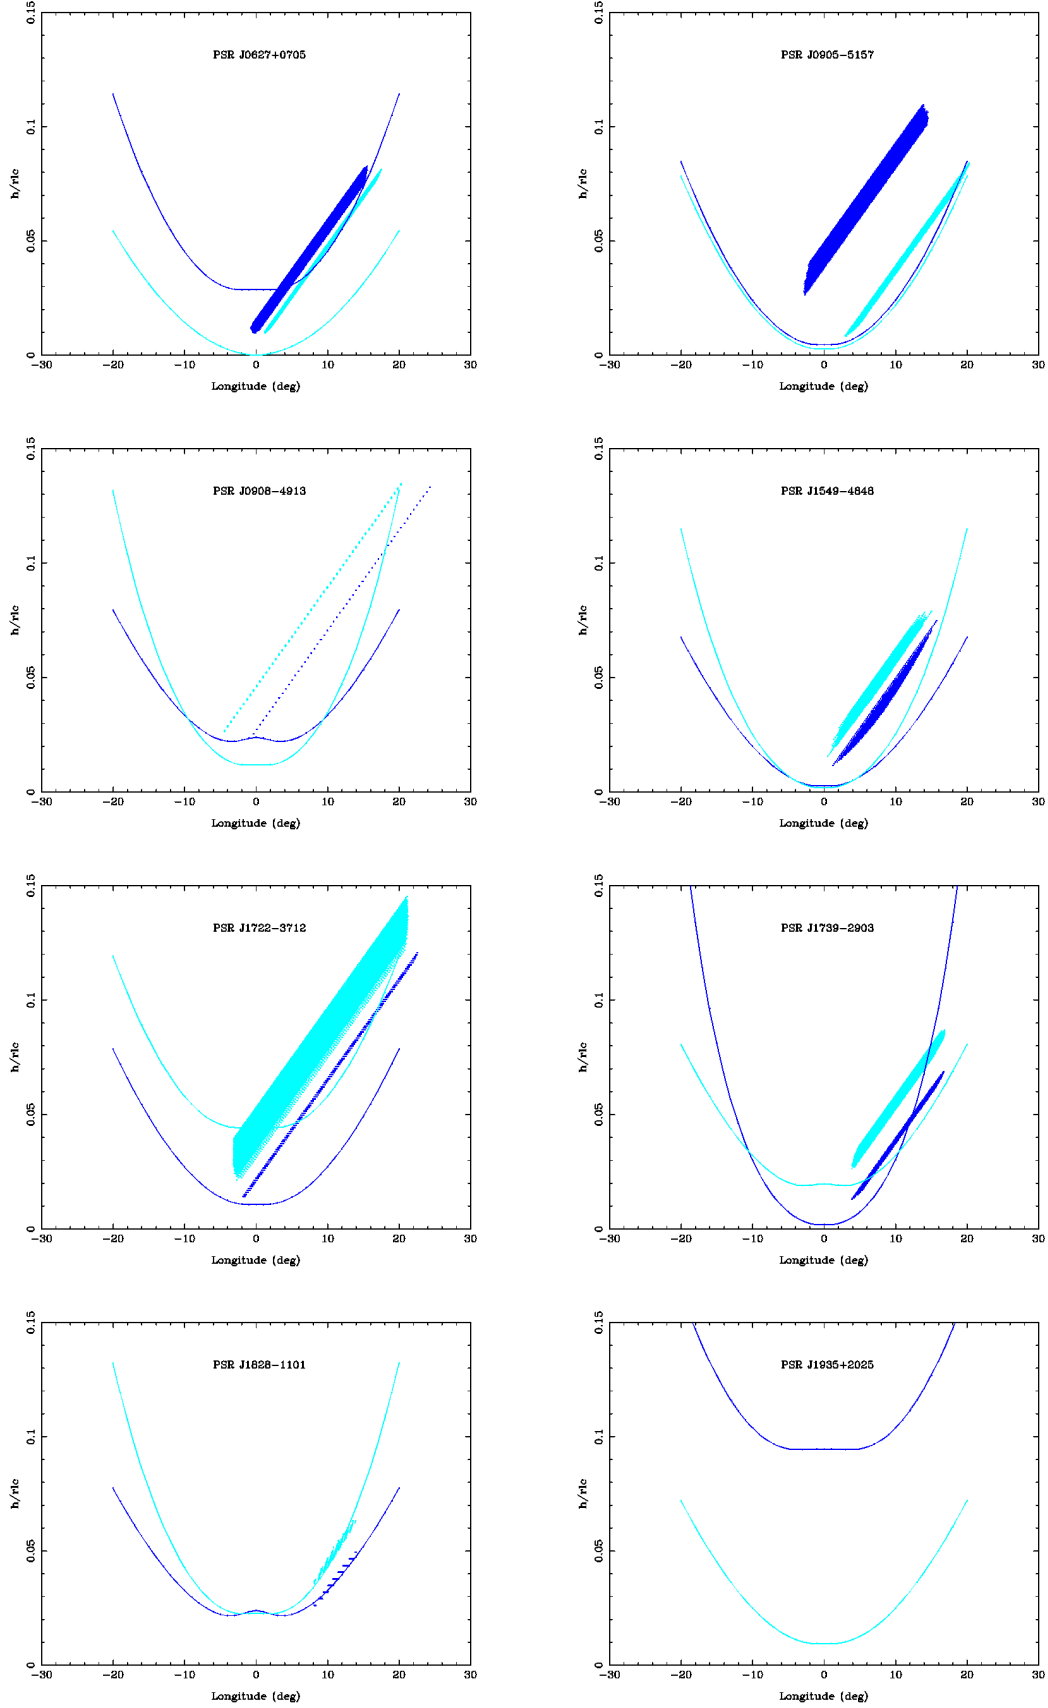 PSR J0627+0705
0 0.05 0.1 0.15
h/rlc
−30 −20 −10 0 10 20 30
Longitude (deg)
PSR J0905−5157
0 0.05 0.1 0.15
h/rlc
−30 −20 −10 0 10 20 30
Longitude (deg)
PSR J0908−4913
0 0.05 0.1 0.15
h/rlc
−30 −20 −10 0 10 20 30
Longitude (deg)
PSR J1549−4848
0 0.05 0.1 0.15
h/rlc
−30 −20 −10 0 10 20 30
Longitude (deg)
PSR J1722−3712
0 0.05 0.1 0.15
h/rlc
−30 −20 −10 0 10 20 30
Longitude (deg)
PSR J1739−2903
0 0.05 0.1 0.15
h/rlc
−30 −20 −10 0 10 20 30
Longitude (deg)
PSR J1828−1101
0 0.05 0.1 0.15
h/rlc
−30 −20 −10 0 10 20 30
Longitude (deg)
PSR J1935+2025
0 0.05 0.1 0.15
h/rlc
−30 −20 −10 0 10 20 30
Longitude (deg)